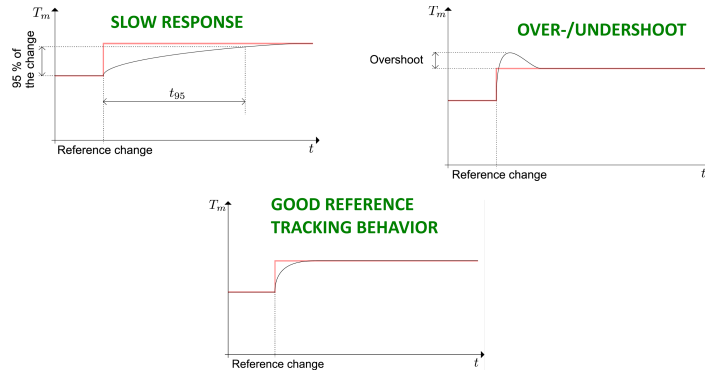 SLOW RESPONSE
T_m
95 % of
the change
t_95
Reference change
t
OVER-/UNDERSHOOT
T_m
Overshoot
Reference change
t
GOOD REFERENCE
TRACKING BEHAVIOR
T_m
Reference change
t